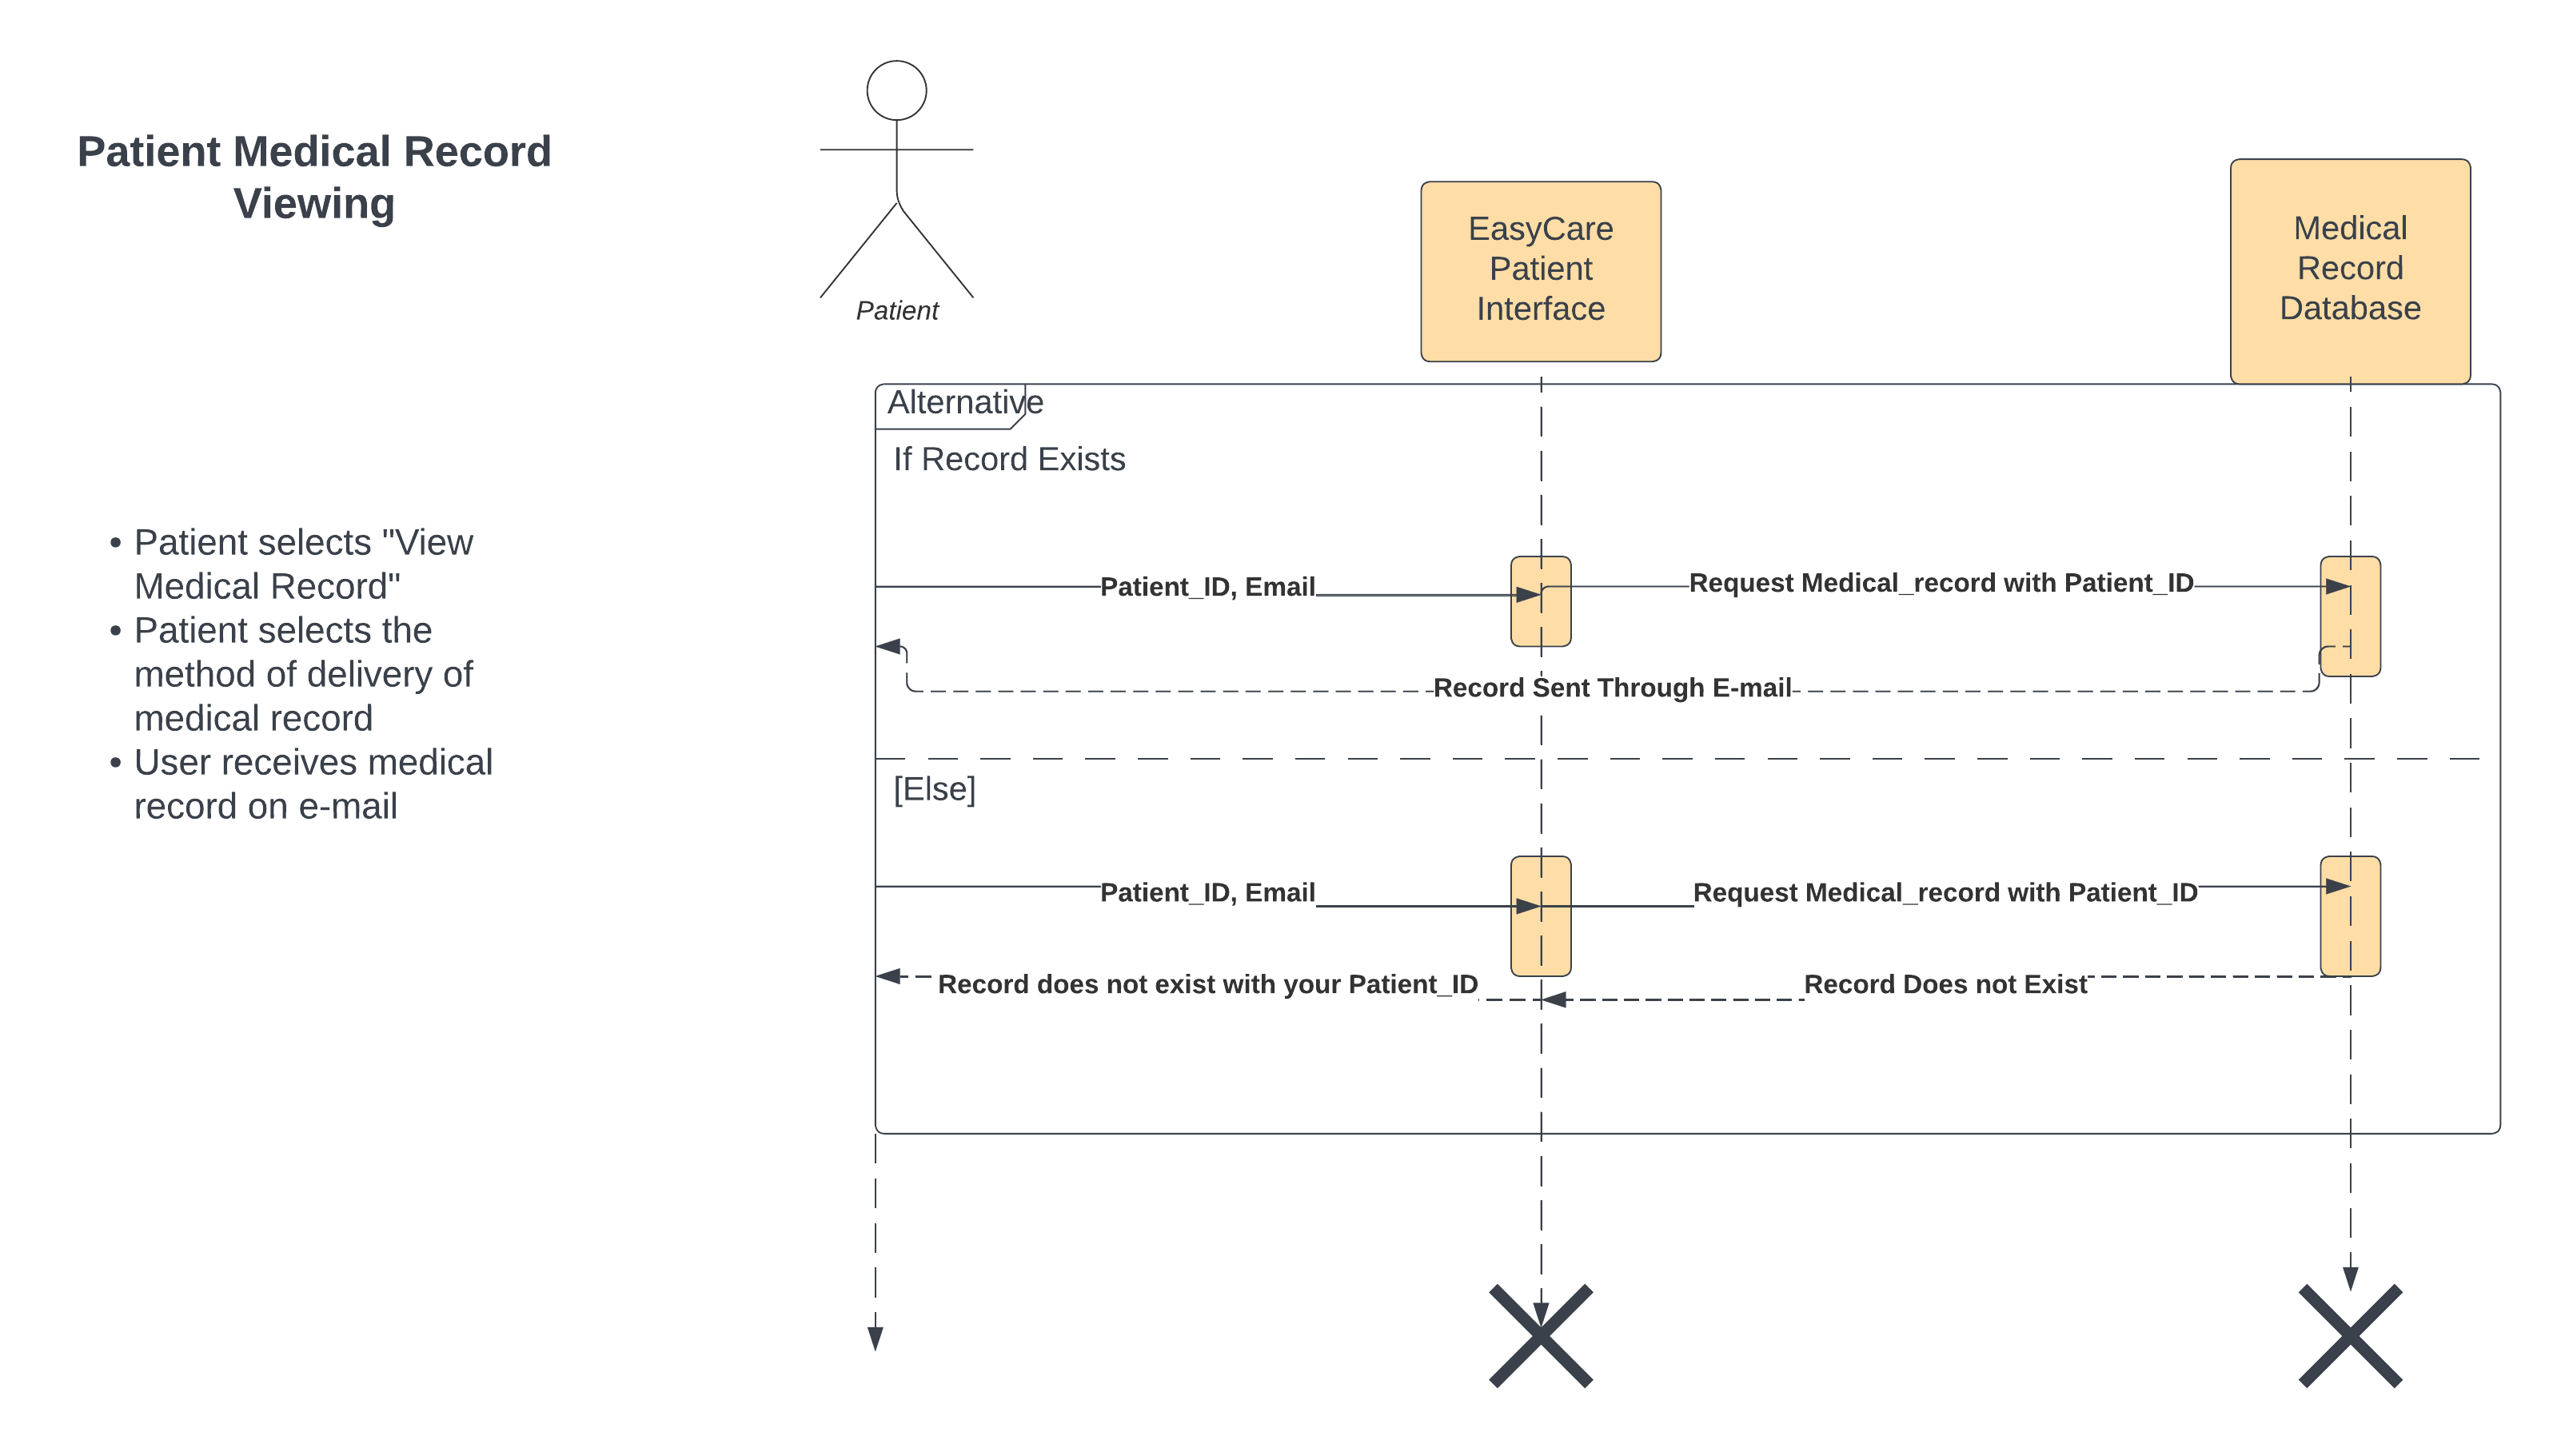 Patient Medical Record
Viewing
Patient
EasyCare
Patient
Interface
Medical
Record
Database
Alternative
If Record Exists
• Patient selects "View
Medical Record"
• Patient selects the
method of delivery of
medical record
• User receives medical
record on e-mail
Patient_ID, Email
Request Medical_record with Patient_ID
Record Sent Through E-mail
[Else]
Patient_ID, Email
Request Medical_record with Patient_ID
Record does not exist with your Patient_ID
Record Does not Exist